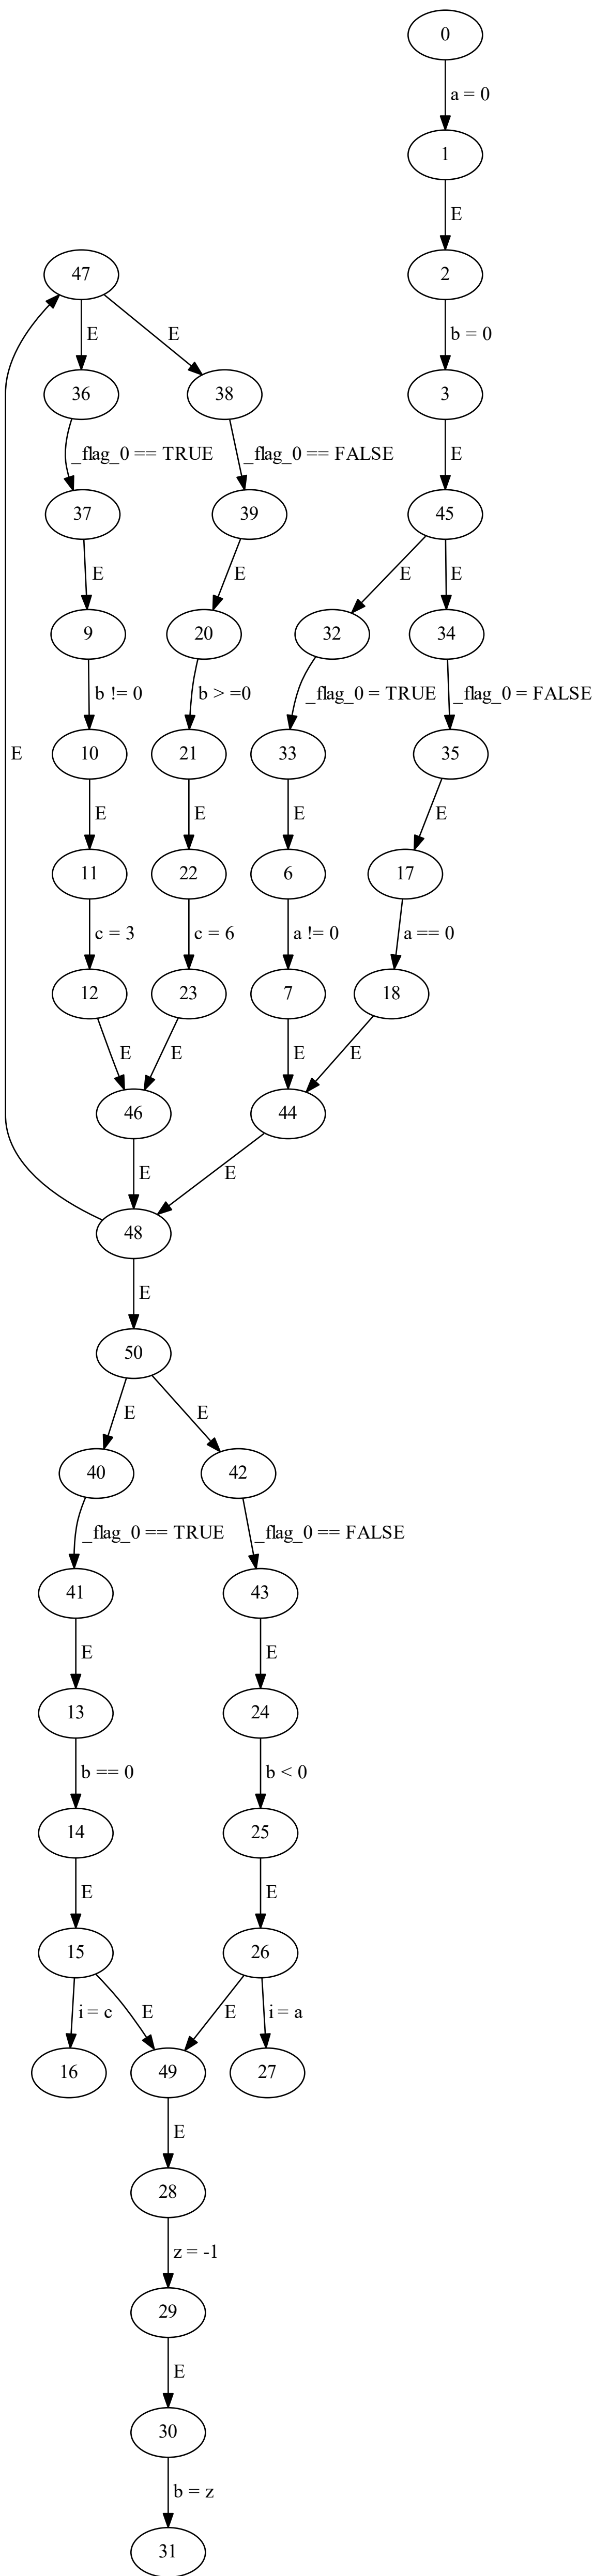 0
a = 0
1
E
2
47
b = 0
E
E
36
38
3
_flag_0 == TRUE
_flag_0 == FALSE
E
37
39
45
E
E
E
E
9
20
32
34
b != 0
b > =0
_flag_0 = TRUE
_flag_0 = FALSE
E
10
21
33
35
E
E
E
E
11
22
6
17
c = 3
c = 6
a != 0
a == 0
12
23
7
18
E
E
E
E
46
44
E
E
48
E
50
E
E
40
42
_flag_0 == TRUE
_flag_0 == FALSE
41
43
E
E
13
24
b == 0
b < 0
14
25
E
E
15
26
i = c
E
E
i = a
16
49
27
E
28
z = -1
29
E
30
b = z
31